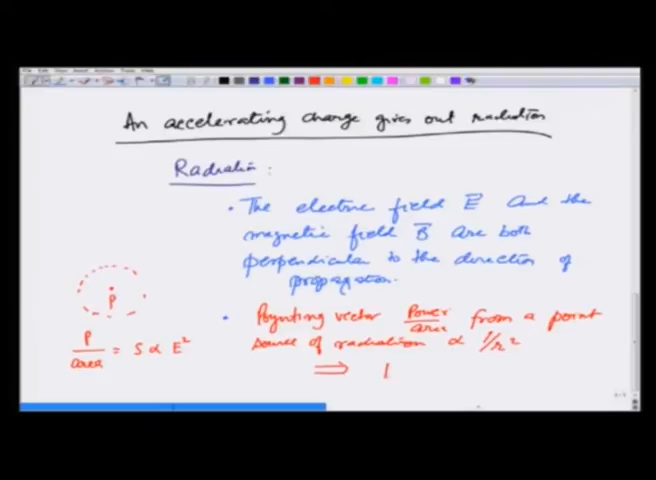 An accelerating charge gives out radiation
Radiation :
• The electric field E and the
magnetic field B are both
perpendicular to the direction of
propagation.
P
• Poynting vector Power/area from a point
source of radiation ∝ 1/r²
P/area = S ∝ E²
⇒ |